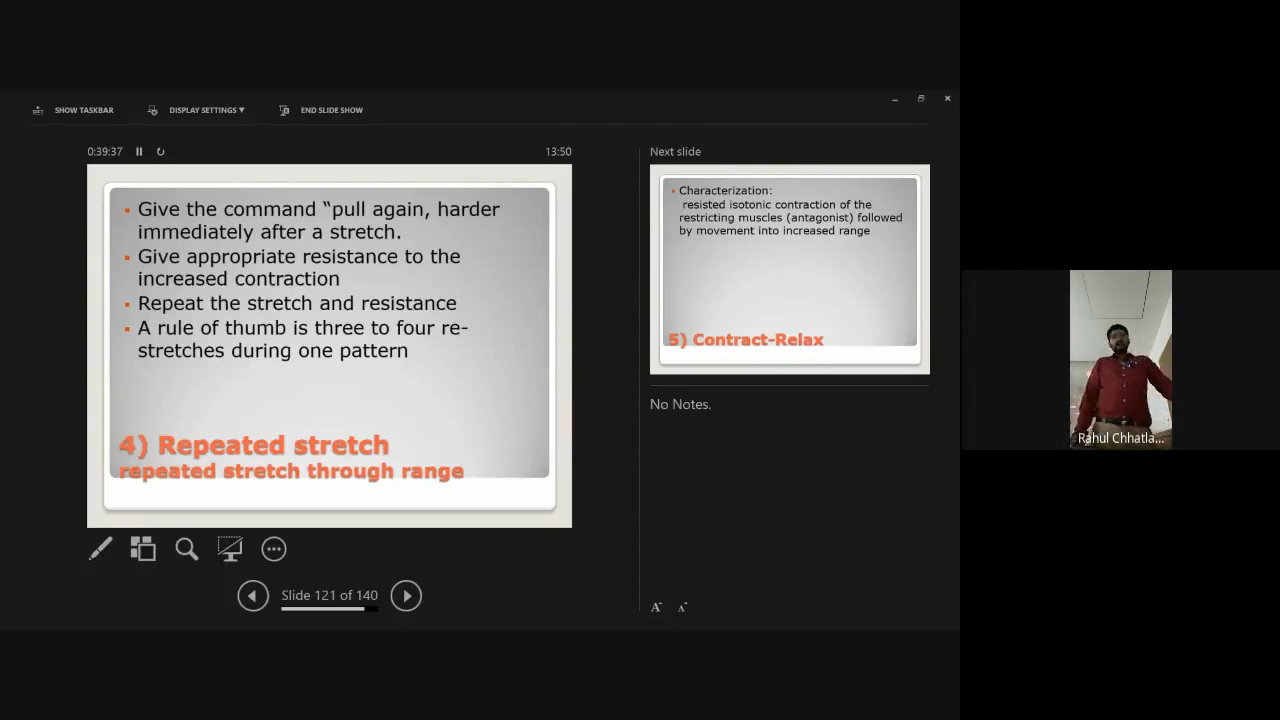 SHOW TASKBAR
DISPLAY SETTINGS ▼
END SLIDE SHOW
0:39:37
13:50
▪ Give the command “pull again, harder
immediately after a stretch.
▪ Give appropriate resistance to the
increased contraction
▪ Repeat the stretch and resistance
▪ A rule of thumb is three to four re-
stretches during one pattern
4) Repeated stretch
repeated stretch through range
Slide 121 of 140
Next slide
▪ Characterization:
resisted isotonic contraction of the
restricting muscles (antagonist) followed
by movement into increased range
5) Contract-Relax
No Notes.
A A
Rahul Chhatla...